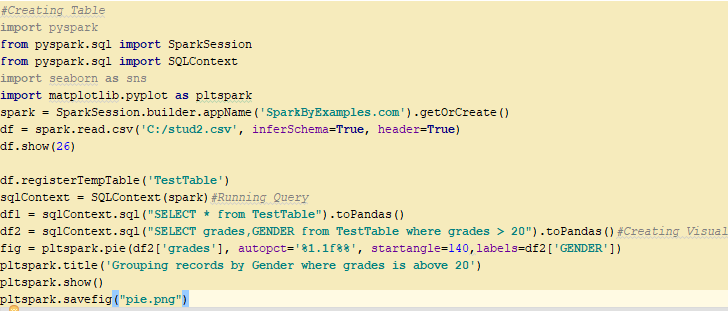 #Creating Table
import pyspark
from pyspark.sql import SparkSession
from pyspark.sql import SQLContext
import seaborn as sns
import matplotlib.pyplot as pltspark
spark = SparkSession.builder.appName('SparkByExamples.com').getOrCreate()
df = spark.read.csv('C:/stud2.csv', inferSchema=True, header=True)
df.show(26)
df.registerTempTable('TestTable')
sqlContext = SQLContext(spark)#Running Query
df1 = sqlContext.sql("SELECT * from TestTable").toPandas()
df2 = sqlContext.sql("SELECT grades,GENDER from TestTable where grades > 20").toPandas()#Creating Visual
fig = pltspark.pie(df2['grades'], autopct='%1.1f%%', startangle=140,labels=df2['GENDER'])
pltspark.title('Grouping records by Gender where grades is above 20')
pltspark.show()
pltspark.savefig("pie.png")